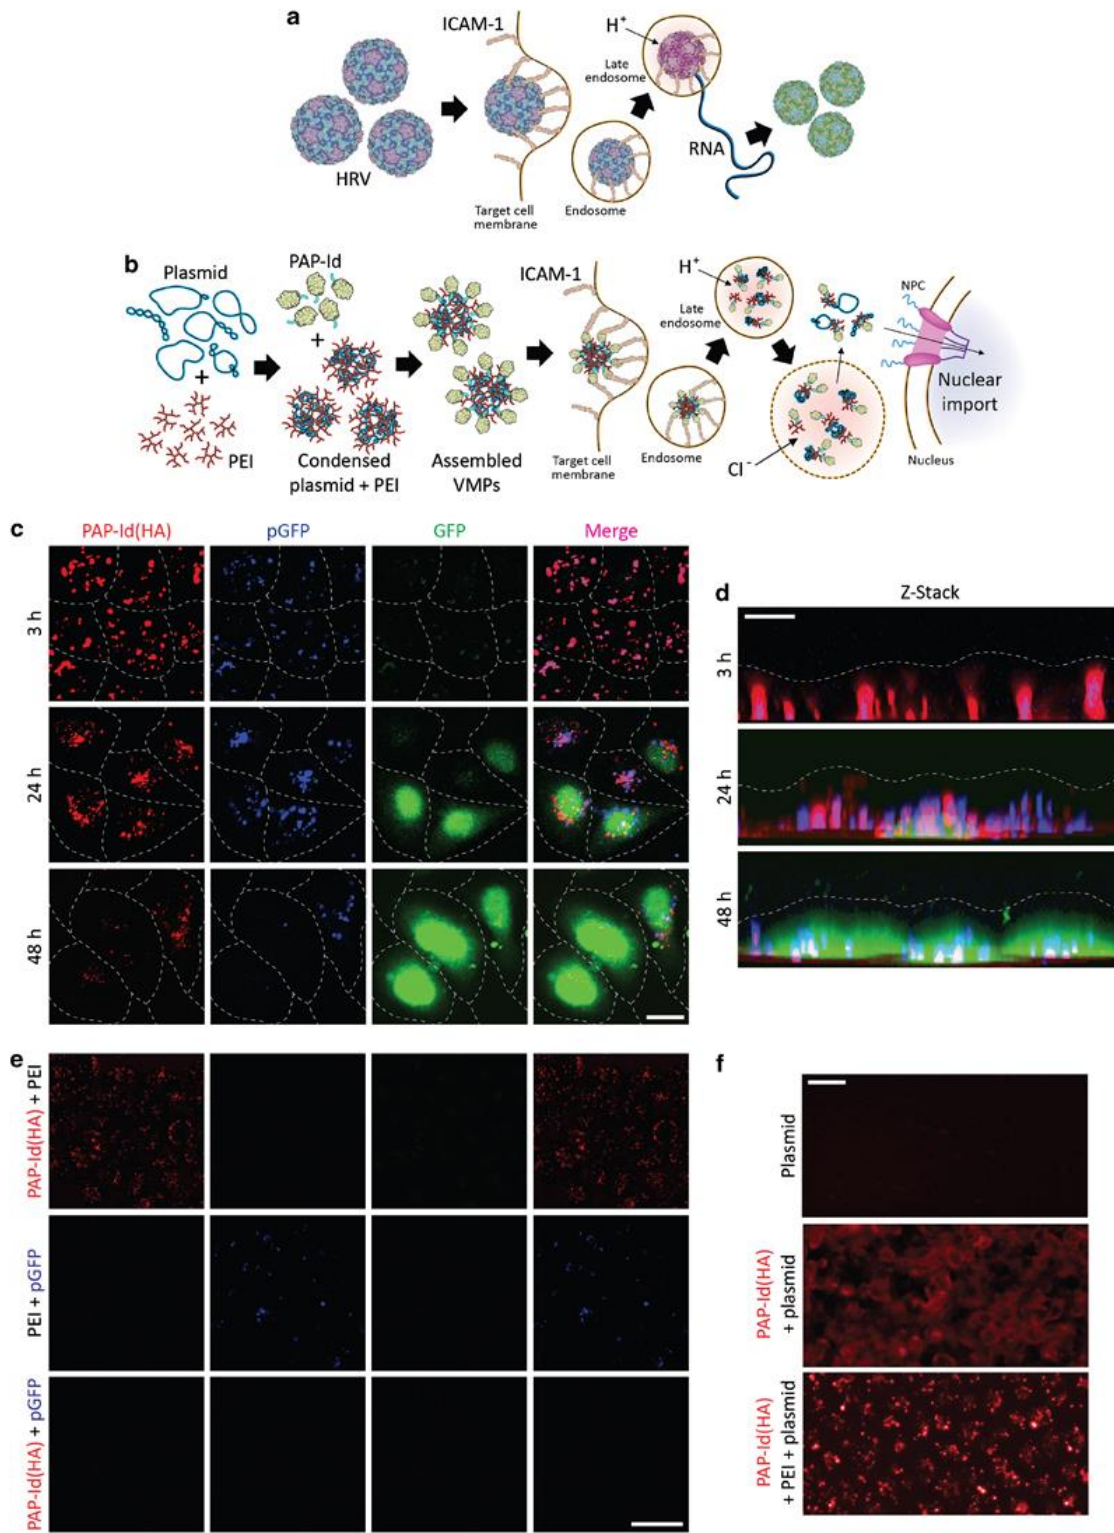 a
ICAM-1
H⁺
Late
endosome
HRV
RNA
Target cell
membrane
Endosome
b
Plasmid
PAP-Id
ICAM-1
H⁺
NPC
Late
endosome
+
+
Nuclear
import
PEI
Condensed
plasmid + PEI
Assembled
VMPs
Target cell
membrane
Endosome
Cl⁻
Nucleus
c
PAP-Id(HA)
pGFP
GFP
Merge
3 h
24 h
48 h
d
Z-Stack
3 h
24 h
48 h
e
PAP-Id(HA) + PEI
PEI + pGFP
PAP-Id(HA) + pGFP
f
Plasmid
PAP-Id(HA)
+ plasmid
PAP-Id(HA)
+ PEI + plasmid